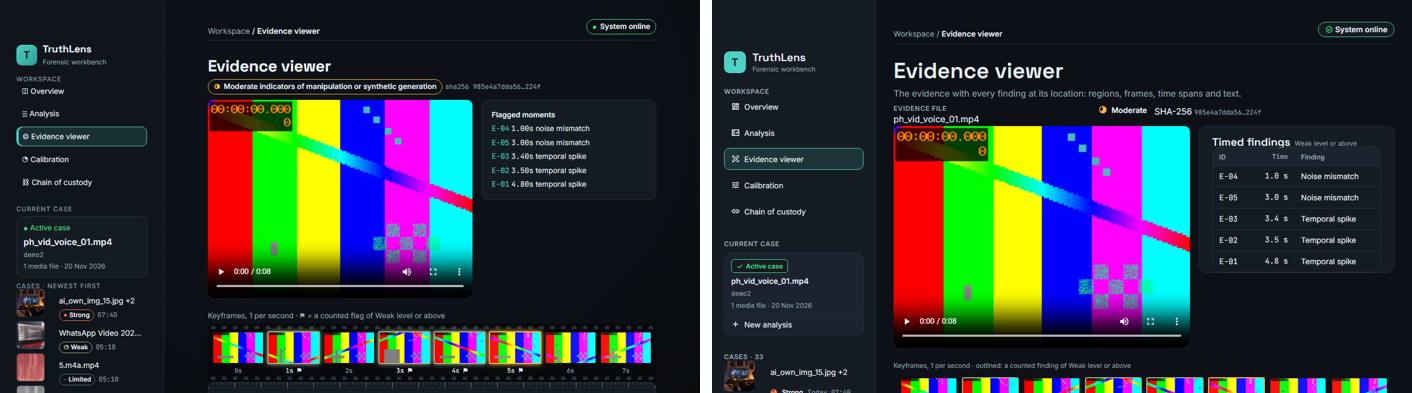 T TruthLens
Forensic workbench
WORKSPACE
Overview
Analysis
Evidence viewer
Calibration
Chain of custody
CURRENT CASE
Active case
ph_vid_voice_01.mp4
demo2
1 media file · 20 Nov 2026
CASES · NEWEST FIRST
ai_own_img_15.jpg +2
Strong 07:40
WhatsApp Video 202...
Weak 05:10
5.m4a.mp4
Limited 05:10
Workspace / Evidence viewer
System online
Evidence viewer
Moderate indicators of manipulation or synthetic generation sha256 985e4a7dda56…224f
00:00:00.000
0
0:00 / 0:08
Flagged moments
E-04 1.00s noise mismatch
E-05 3.00s noise mismatch
E-03 3.40s temporal spike
E-02 3.50s temporal spike
E-01 4.80s temporal spike
Keyframes, 1 per second · ⚑ = a counted flag of Weak level or above
0s 1s ⚑ 2s 3s ⚑ 4s ⚑ 5s ⚑ 6s 7s
T TruthLens
Forensic workbench
WORKSPACE
Overview
Analysis
Evidence viewer
Calibration
Chain of custody
CURRENT CASE
✓ Active case
ph_vid_voice_01.mp4
demo2
1 media file · 20 Nov 2026
+ New analysis
CASES · 33
ai_own_img_15.jpg +2
Strong Today 07:40
Workspace / Evidence viewer
System online
Evidence viewer
The evidence with every finding at its location: regions, frames, time spans and text.
EVIDENCE FILE
ph_vid_voice_01.mp4
Moderate SHA-256 985e4a7dda56…224f
00:00:00.000
0
0:00 / 0:08
Timed findings Weak level or above
ID Time Finding
E-04 1.0 s Noise mismatch
E-05 3.0 s Noise mismatch
E-03 3.4 s Temporal spike
E-02 3.5 s Temporal spike
E-01 4.8 s Temporal spike
Keyframes, 1 per second · outlined: a counted finding of Weak level or above